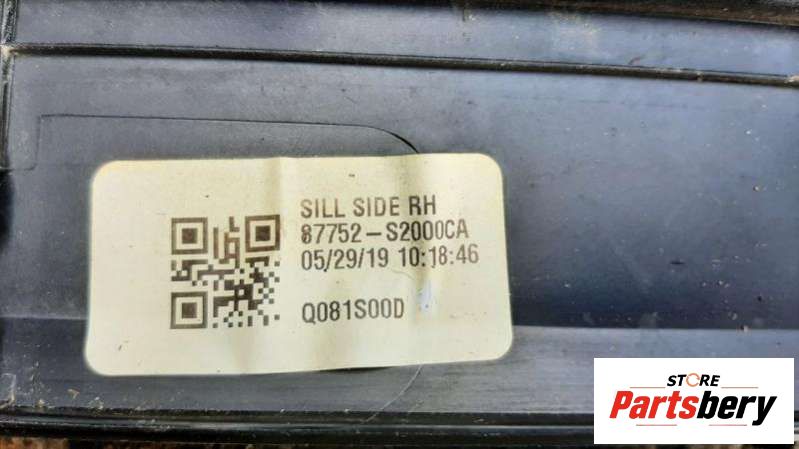 SILL SIDE RH
87752-S2000CA
05/29/19 10:18:46
Q081S00D
STORE
Partsbery